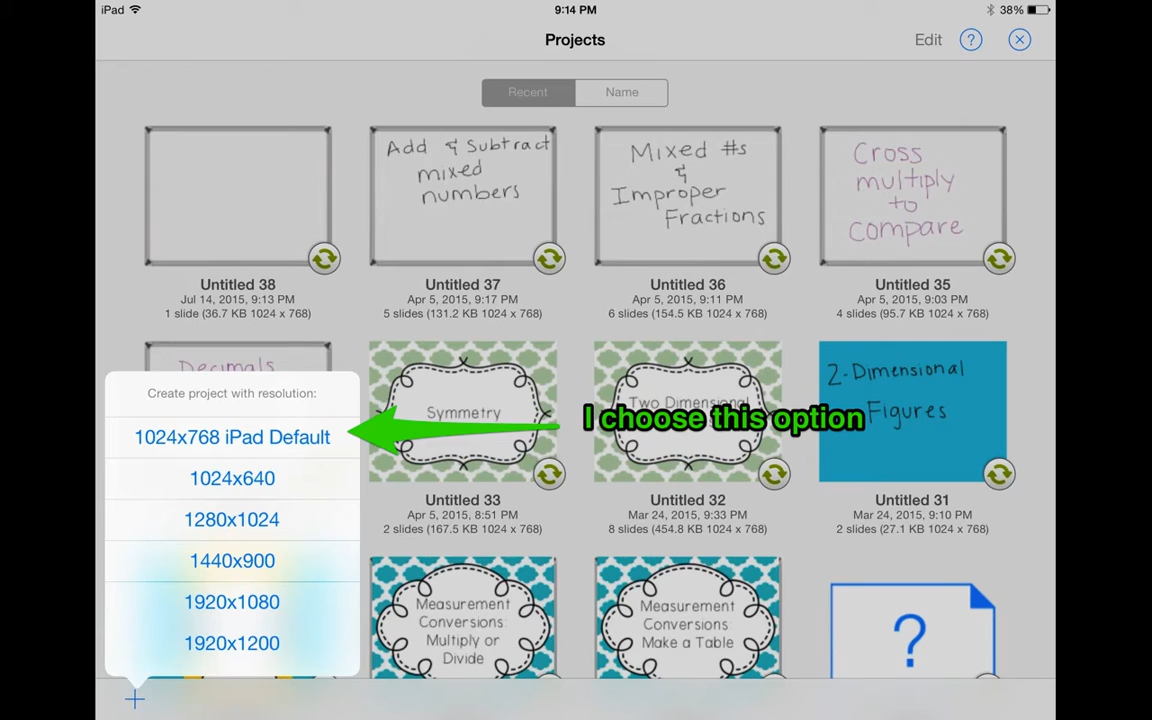 iPad
9:14 PM
38%
Projects
Edit
?
Recent
Name
Add & Subtract
mixed
numbers
Mixed #s
&
Improper
Fractions
Cross
multiply
to
compare
Untitled 38
Jul 14, 2015, 9:13 PM
1 slide (36.7 KB 1024 x 768)
Untitled 37
Apr 5, 2015, 9:17 PM
5 slides (131.2 KB 1024 x 768)
Untitled 36
Apr 5, 2015, 9:11 PM
6 slides (154.5 KB 1024 x 768)
Untitled 35
Apr 5, 2015, 9:03 PM
4 slides (95.7 KB 1024 x 768)
Decimals
Symmetry
Two Dimensional
2-Dimensional
Figures
I choose this option
Untitled 33
Apr 5, 2015, 8:51 PM
2 slides (167.5 KB 1024 x 768)
Untitled 32
Mar 24, 2015, 9:33 PM
8 slides (454.8 KB 1024 x 768)
Untitled 31
Mar 24, 2015, 9:10 PM
2 slides (27.1 KB 1024 x 768)
Create project with resolution:
1024x768 iPad Default
1024x640
1280x1024
1440x900
1920x1080
1920x1200
Measurement
Conversions:
Multiply or
Divide
Measurement
Conversions:
Make a Table
?